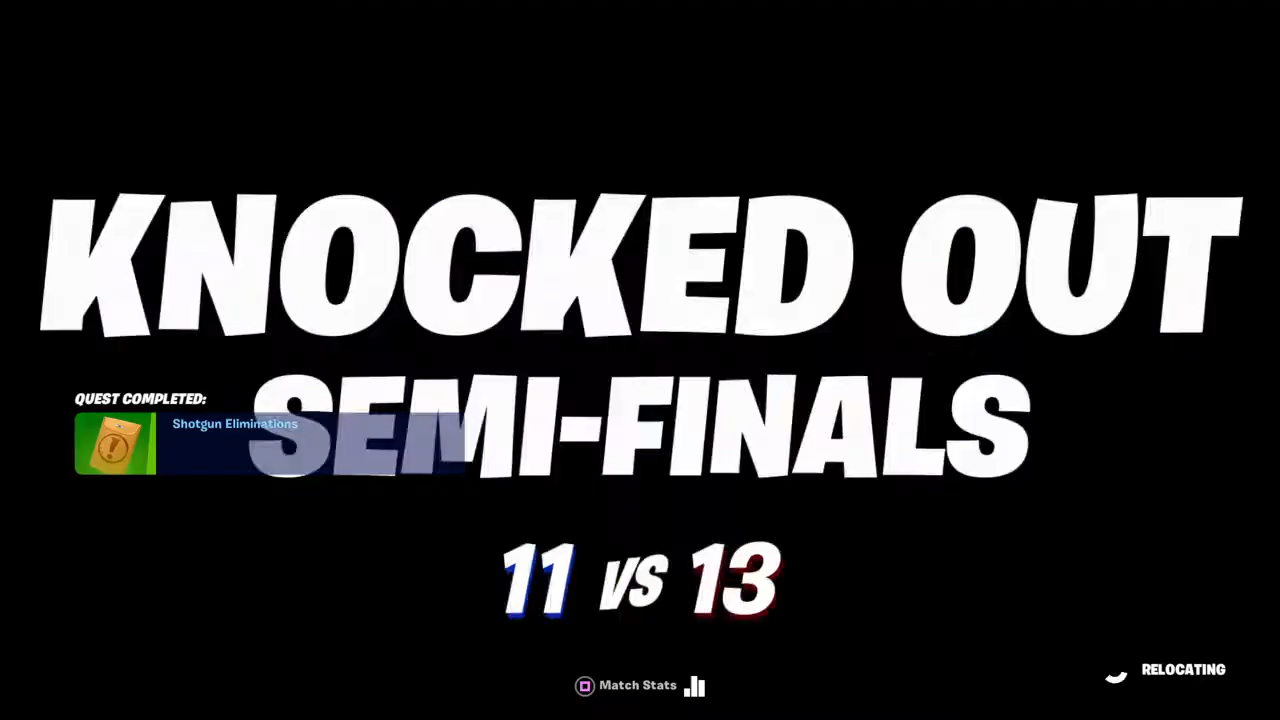 KNOCKED OUT
QUEST COMPLETED:
Shotgun Eliminations
SEMI-FINALS
11 VS 13
Match Stats
RELOCATING